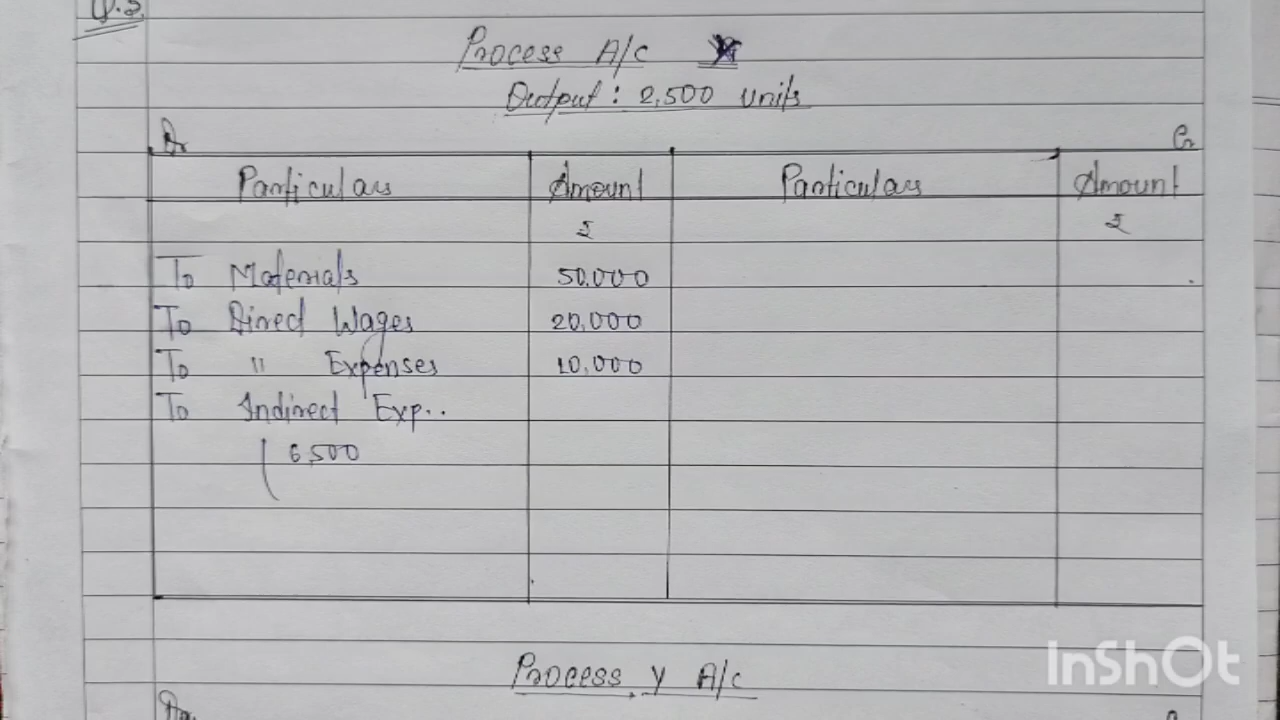 Q.3.
Process A/c X
Output : 2,500 units
Dr Cr
Particulars Amount Particulars Amount
₹ ₹
To Materials 50,000
To Direct Wages 20,000
To " Expenses 10,000
To Indirect Exp..
( 6,500
Process Y A/c
Dr
InShOt